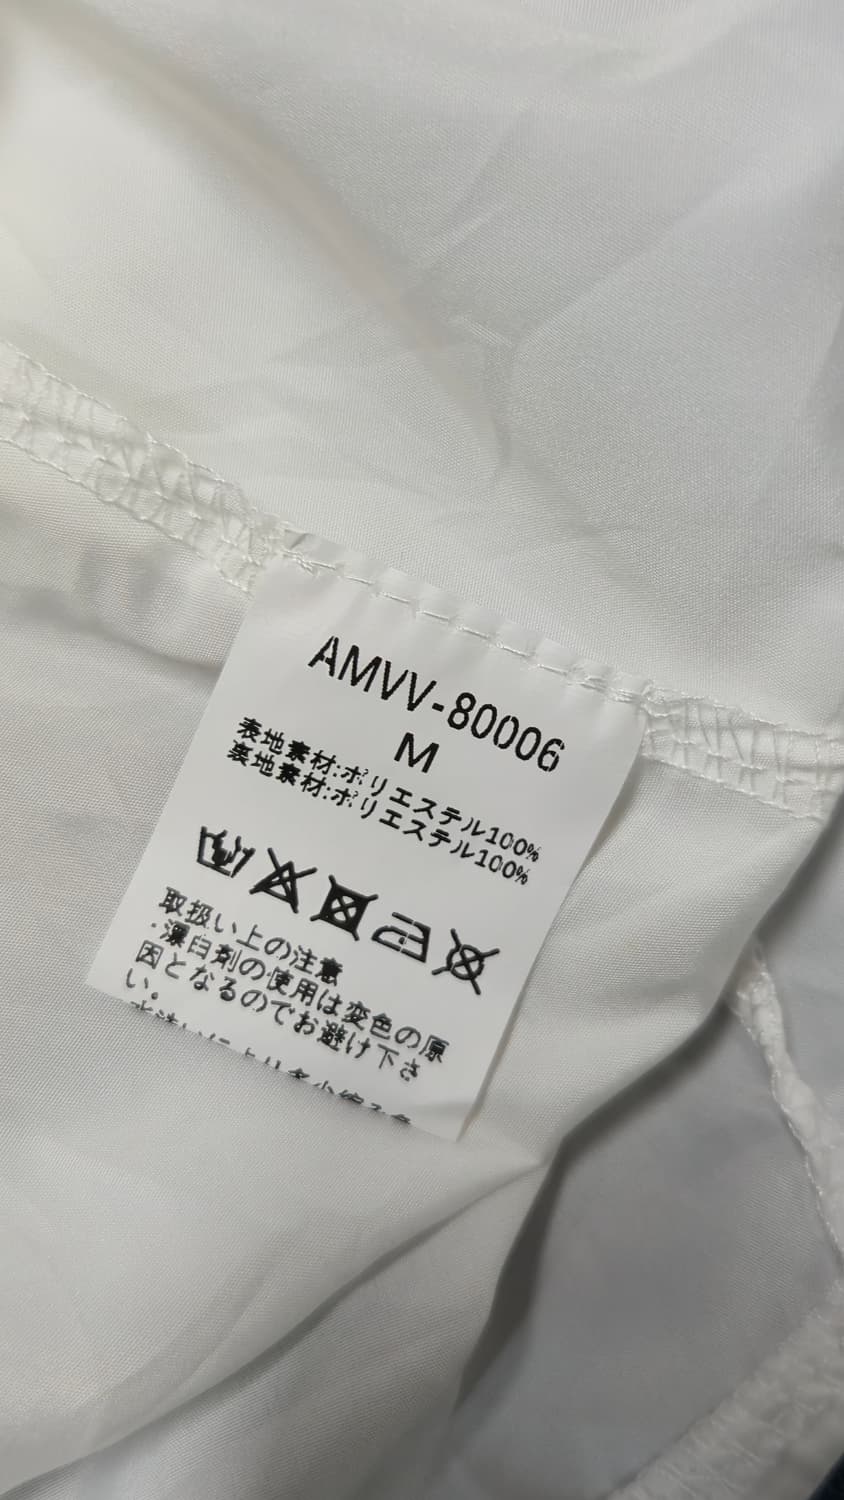 AMVV-80006
M
表地素材:ポリエステル100%
裏地素材:ポリエステル100%
取扱い上の注意
・漂白剤の使用は変色の原
因となるのでお避け下さ
い。